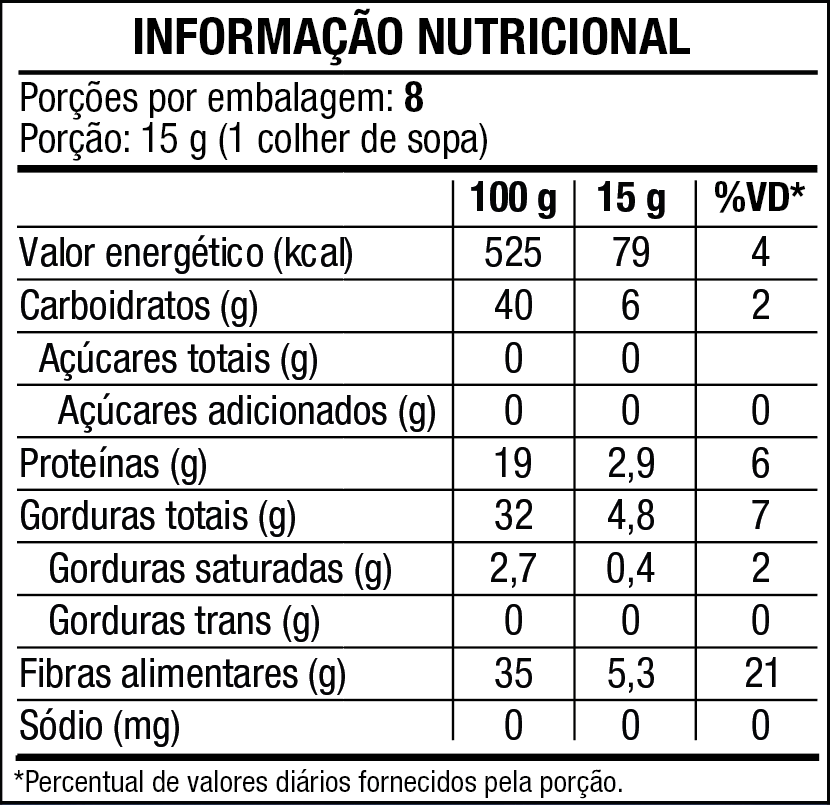 INFORMAÇÃO NUTRICIONAL
Porções por embalagem: 8
Porção: 15 g (1 colher de sopa)
100 g 15 g %VD*
Valor energético (kcal) 525 79 4
Carboidratos (g) 40 6 2
Açúcares totais (g) 0 0
Açúcares adicionados (g) 0 0 0
Proteínas (g) 19 2,9 6
Gorduras totais (g) 32 4,8 7
Gorduras saturadas (g) 2,7 0,4 2
Gorduras trans (g) 0 0 0
Fibras alimentares (g) 35 5,3 21
Sódio (mg) 0 0 0
*Percentual de valores diários fornecidos pela porção.